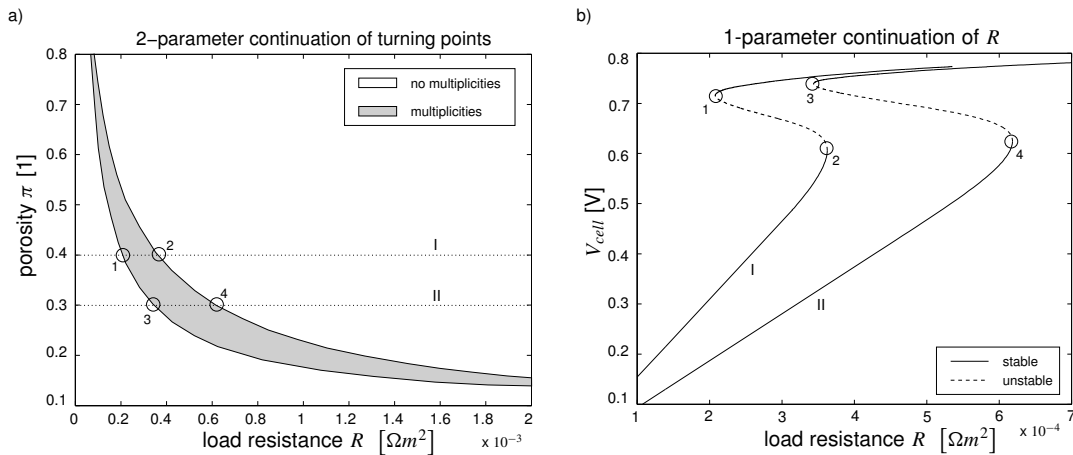 a)
2–parameter continuation of turning points
no multiplicities
multiplicities
porosity π [1]
0.8
0.7
0.6
0.5
0.4
0.3
0.2
0.1
I
II
1
2
3
4
0
0.2
0.4
0.6
0.8
1
1.2
1.4
1.6
1.8
2
x 10⁻³
load resistance R [Ωm²]
b)
1-parameter continuation of R
V_cell [V]
0.8
0.7
0.6
0.5
0.4
0.3
0.2
0.1
1
2
3
4
I
II
stable
unstable
1
2
3
4
5
6
7
x 10⁻⁴
load resistance R [Ωm²]